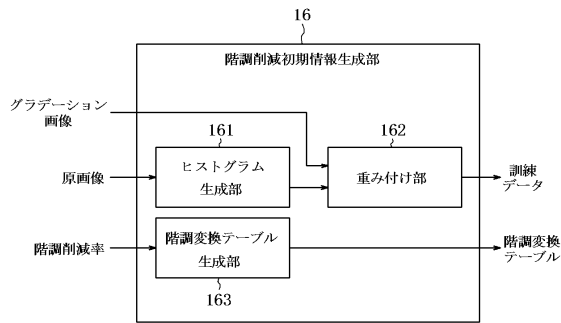 16
階調削減初期情報生成部
グラデーション
画像
161
162
原画像
ヒストグラム
生成部
重み付け部
訓練
データ
階調削減率
階調変換テーブル
生成部
階調変換
テーブル
163